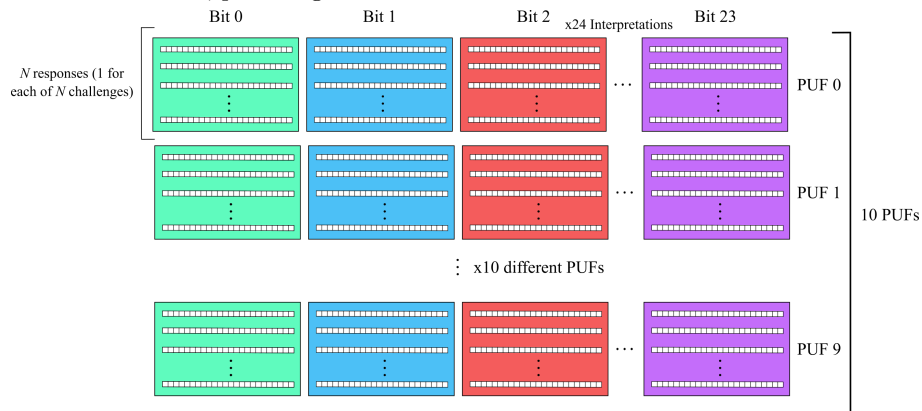 Bit 0 Bit 1 Bit 2 x24 Interpretations Bit 23
N responses (1 for
each of N challenges)
PUF 0
PUF 1
10 PUFs
x10 different PUFs
PUF 9